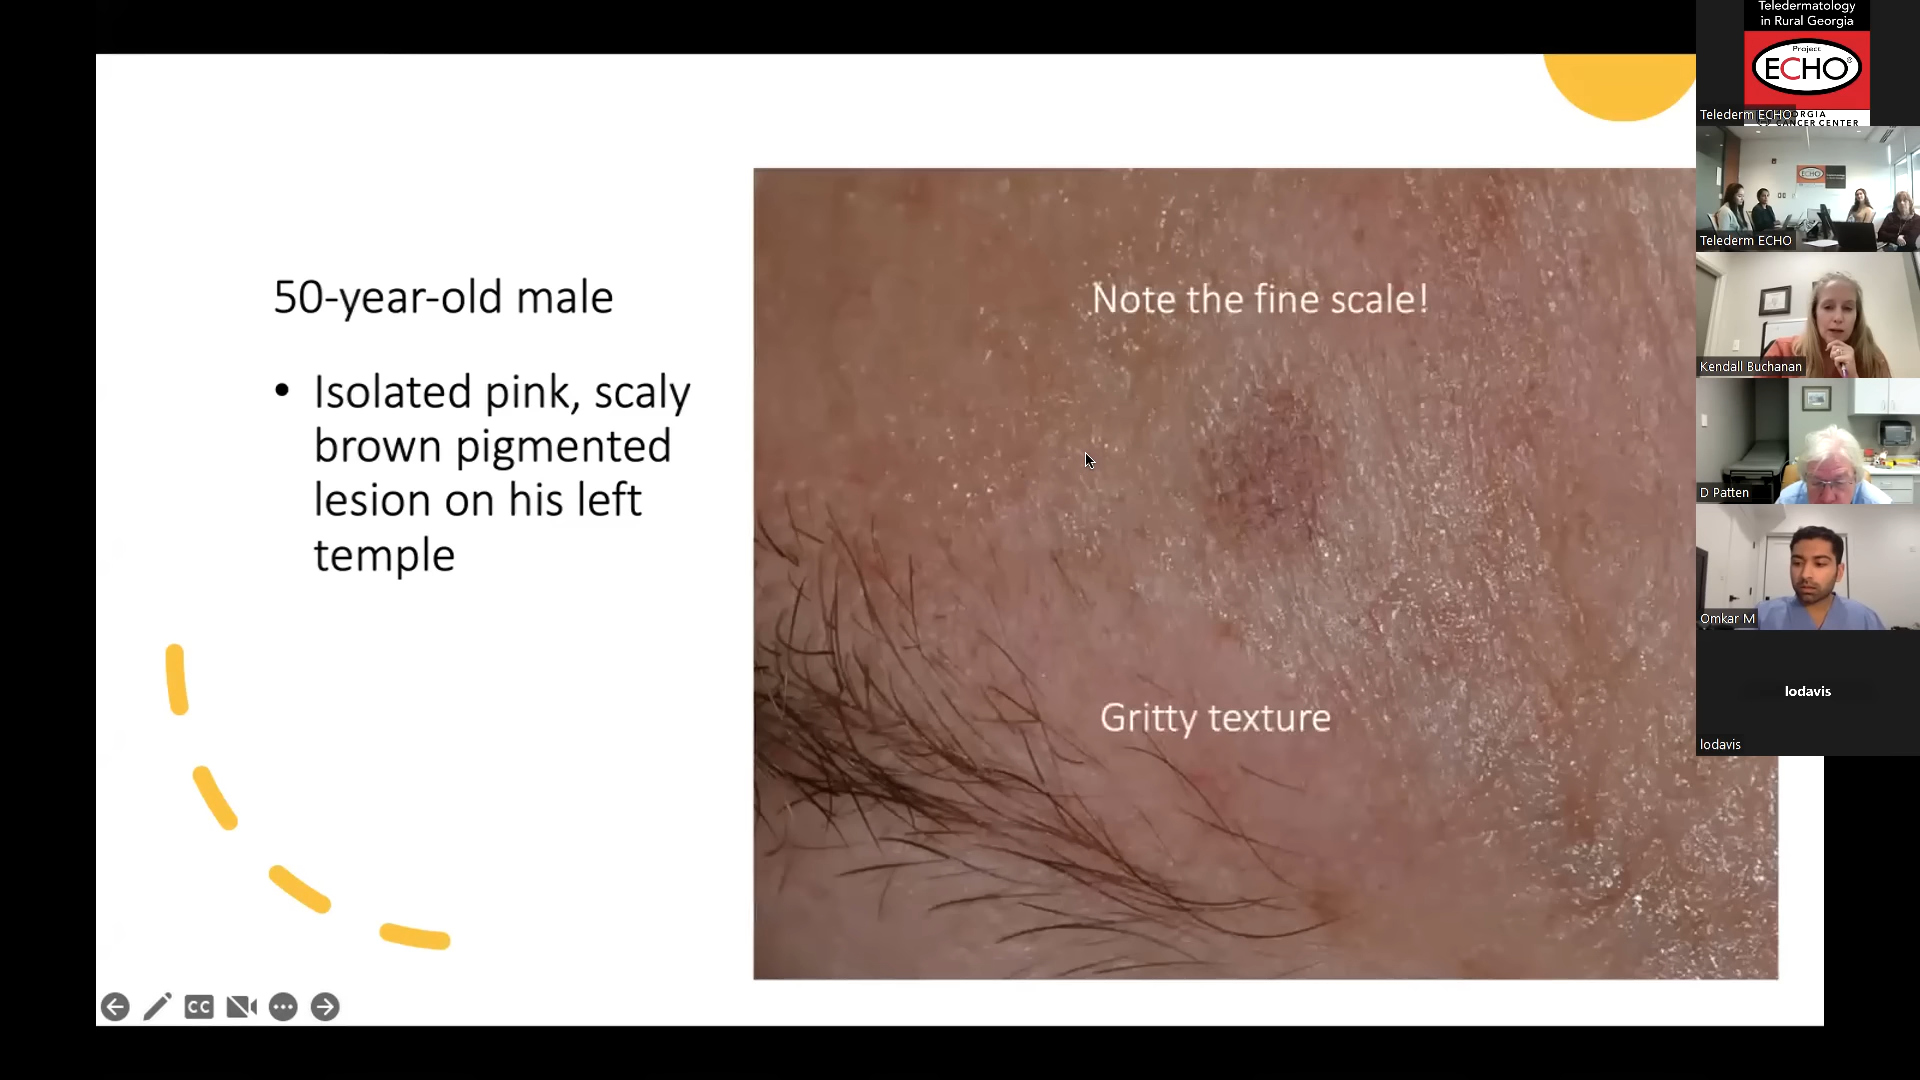 50-year-old male
• Isolated pink, scaly
brown pigmented
lesion on his left
temple
Note the fine scale!
Gritty texture
CC
Teledermatology
in Rural Georgia
Project
ECHO®
Telederm ECHO
CANCER CENTER
ECHO
Telederm ECHO
Kendall Buchanan
D Patten
Omkar M
lodavis
lodavis